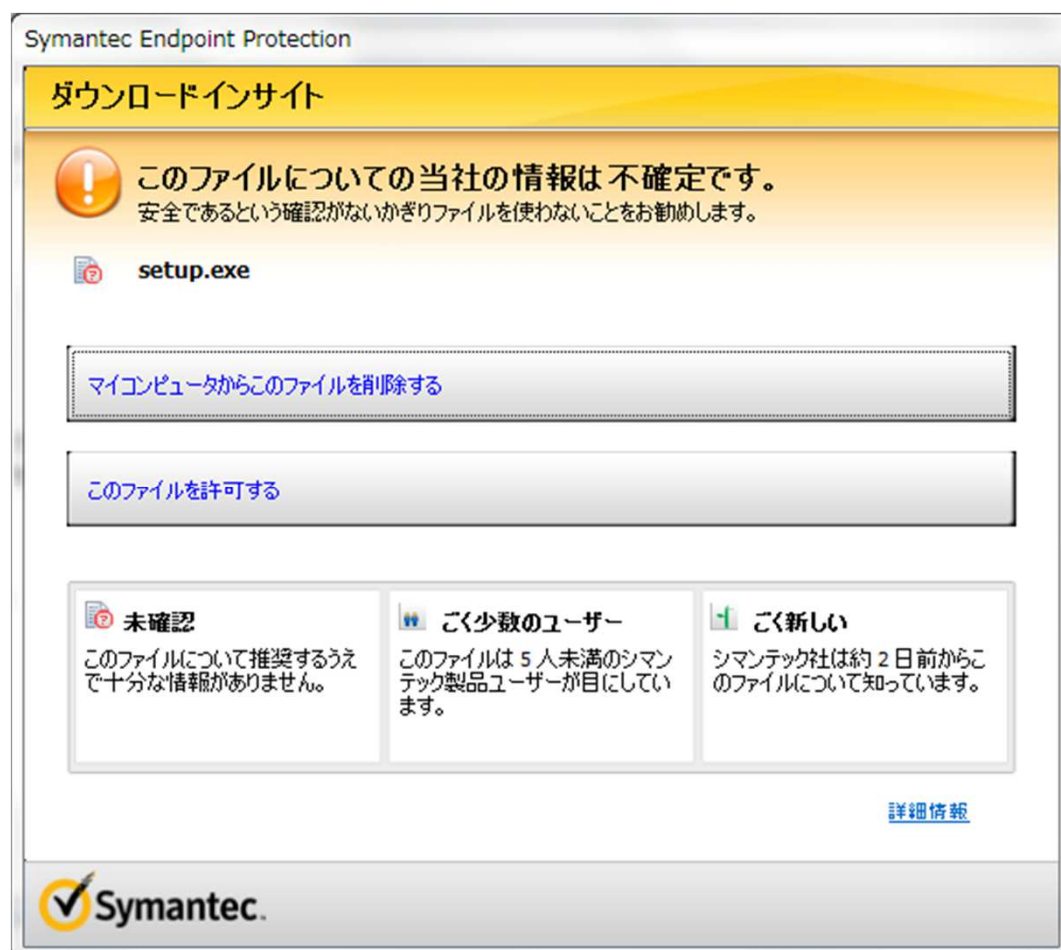 Symantec Endpoint Protection
ダウンロードインサイト
このファイルについての当社の情報は不確定です。
安全であるという確認がないかぎりファイルを使わないことをお勧めします。
setup.exe
マイコンピュータからこのファイルを削除する
このファイルを許可する
未確認
このファイルについて推奨するうえ
で十分な情報がありません。
ごく少数のユーザー
このファイルは 5 人未満のシマン
テック製品ユーザーが目にしてい
ます。
ごく新しい
シマンテック社は約 2 日前からこ
のファイルについて知っています。
詳細情報
Symantec.